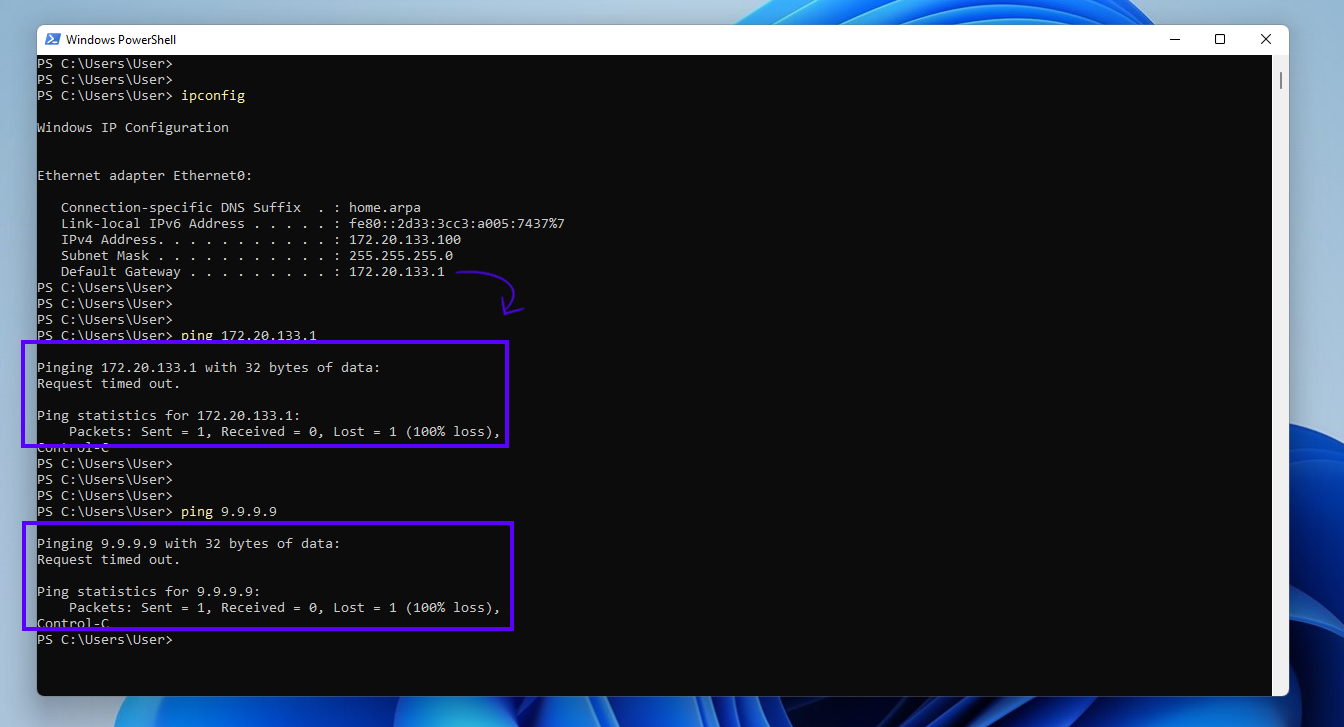 Windows PowerShell
PS C:\Users\User>
PS C:\Users\User>
PS C:\Users\User> ipconfig
Windows IP Configuration
Ethernet adapter Ethernet0:
Connection-specific DNS Suffix  . : home.arpa
Link-local IPv6 Address . . . . . : fe80::2d33:3cc3:a005:7437%7
IPv4 Address. . . . . . . . . . . : 172.20.133.100
Subnet Mask . . . . . . . . . . . : 255.255.255.0
Default Gateway . . . . . . . . . : 172.20.133.1
PS C:\Users\User>
PS C:\Users\User>
PS C:\Users\User>
PS C:\Users\User> ping 172.20.133.1
Pinging 172.20.133.1 with 32 bytes of data:
Request timed out.
Ping statistics for 172.20.133.1:
Packets: Sent = 1, Received = 0, Lost = 1 (100% loss),
Control-C
PS C:\Users\User>
PS C:\Users\User>
PS C:\Users\User>
PS C:\Users\User> ping 9.9.9.9
Pinging 9.9.9.9 with 32 bytes of data:
Request timed out.
Ping statistics for 9.9.9.9:
Packets: Sent = 1, Received = 0, Lost = 1 (100% loss),
Control-C
PS C:\Users\User>